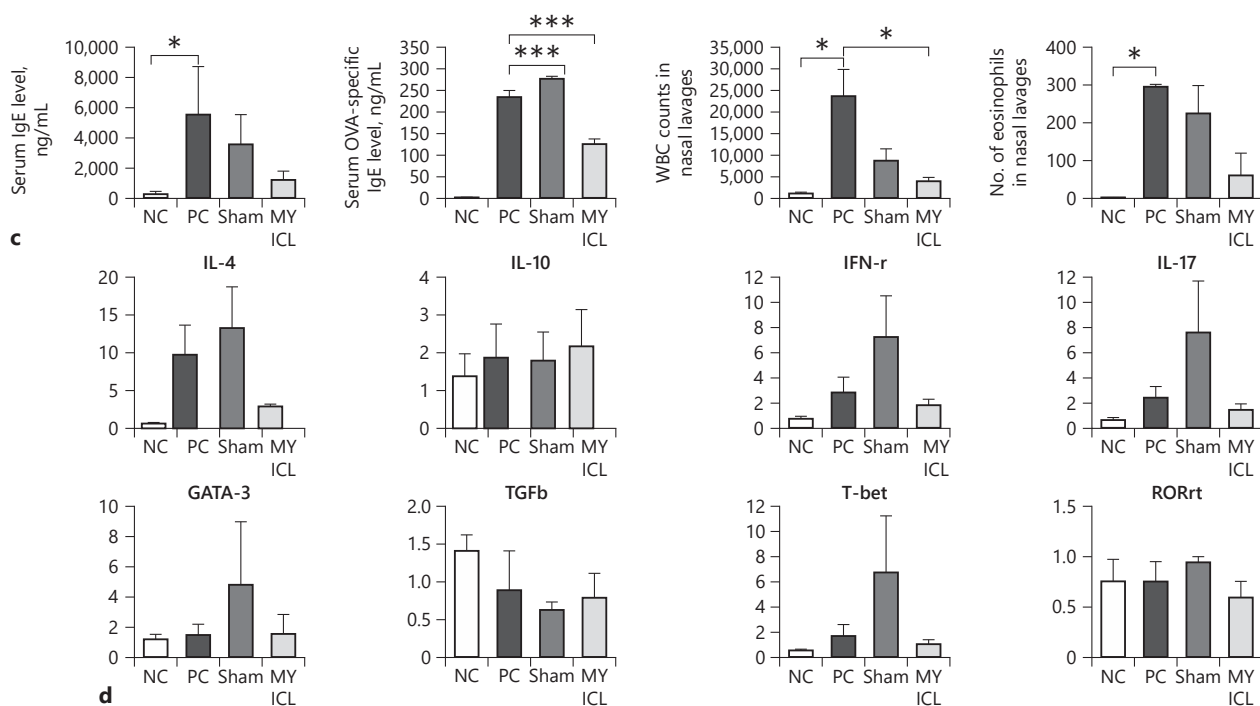 Serum IgE level,
ng/mL
10,000
8,000
6,000
4,000
2,000
0
*
NC PC Sham MY
ICL
Serum OVA-specific
IgE level, ng/mL
350
300
250
200
150
100
50
0
***
***
NC PC Sham MY
ICL
WBC counts in
nasal lavages
35,000
30,000
25,000
20,000
15,000
10,000
5,000
0
* *
NC PC Sham MY
ICL
No. of eosinophils
in nasal lavages
400
300
200
100
0
*
NC PC Sham MY
ICL
c
IL-4
20
15
10
5
0
NC PC Sham MY
ICL
IL-10
4
3
2
1
0
NC PC Sham MY
ICL
IFN-r
12
10
8
6
4
2
0
NC PC Sham MY
ICL
IL-17
12
10
8
6
4
2
0
NC PC Sham MY
ICL
GATA-3
10
8
6
4
2
0
NC PC Sham MY
ICL
TGFb
2.0
1.5
1.0
0.5
0
NC PC Sham MY
ICL
T-bet
12
10
8
6
4
2
0
NC PC Sham MY
ICL
RORrt
1.5
1.0
0.5
0
NC PC Sham MY
ICL
d